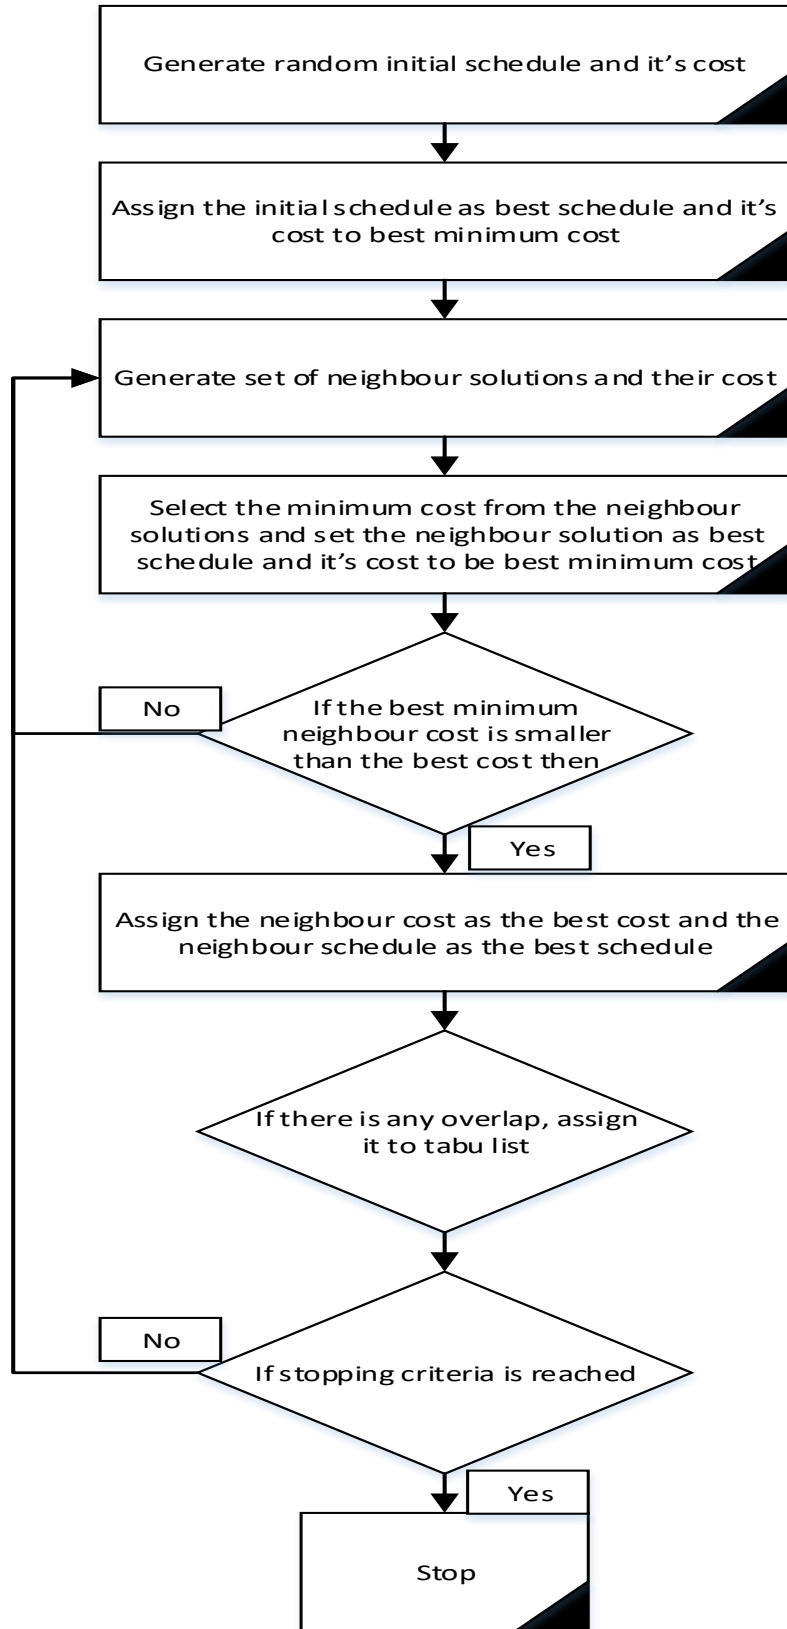 Generate random initial schedule and it’s cost
Assign the initial schedule as best schedule and it’s
cost to best minimum cost
Generate set of neighbour solutions and their cost
Select the minimum cost from the neighbour
solutions and set the neighbour solution as best
schedule and it’s cost to be best minimum cost
No
If the best minimum
neighbour cost is smaller
than the best cost then
Yes
Assign the neighbour cost as the best cost and the
neighbour schedule as the best schedule
If there is any overlap, assign
it to tabu list
No
If stopping criteria is reached
Yes
Stop